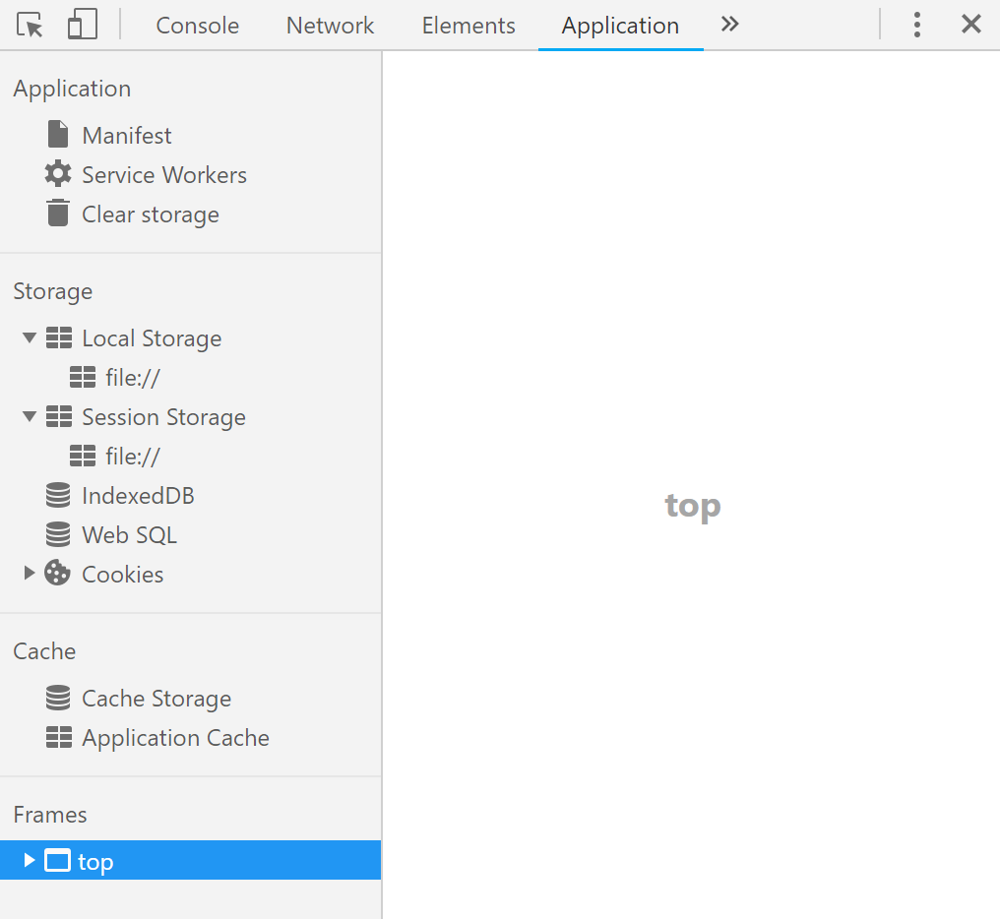 Console Network Elements Application
Application
Manifest
Service Workers
Clear storage
Storage
Local Storage
file://
Session Storage
file://
IndexedDB
Web SQL
Cookies
Cache
Cache Storage
Application Cache
Frames
top
top